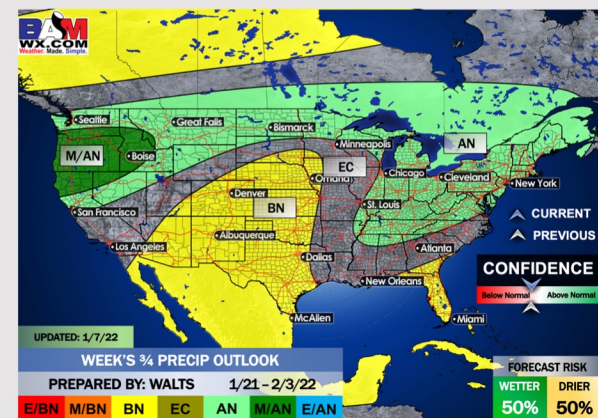 BAM
WX.COM
Weather. Made. Simple.
Seattle
Great Falls
Bismarck
Minneapolis
AN
M/AN
Boise
EC
Omaha
Chicago
Cleveland
New York
Denver
BN
St. Louis
San Francisco
CURRENT
Albuquerque
PREVIOUS
Los Angeles
Atlanta
Dallas
CONFIDENCE
New Orleans
Below Normal
Above Normal
McAllen
Miami
UPDATED: 1/7/22
WEEK'S ¾ PRECIP OUTLOOK
PREPARED BY: WALTS 1/21 – 2/3/22
E/BN M/BN BN EC AN M/AN E/AN
FORECAST RISK
WETTER DRIER
50% 50%